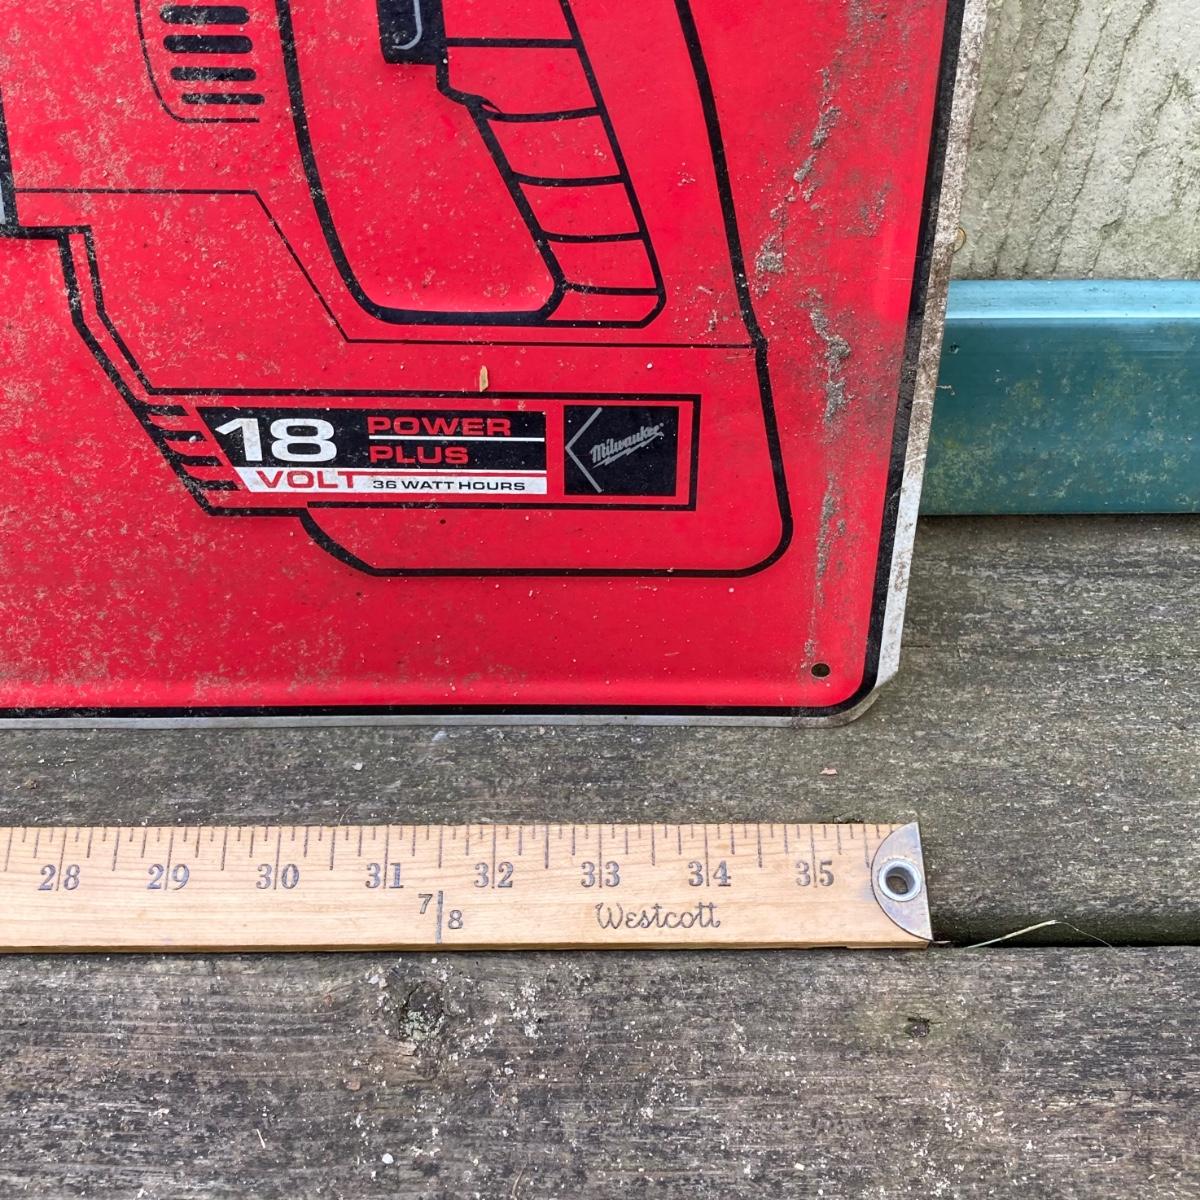 18
VOLT
POWER
PLUS
36 WATT HOURS
Milwaukee
28 29 30 31 32 33 34 35
7 8
Westcott